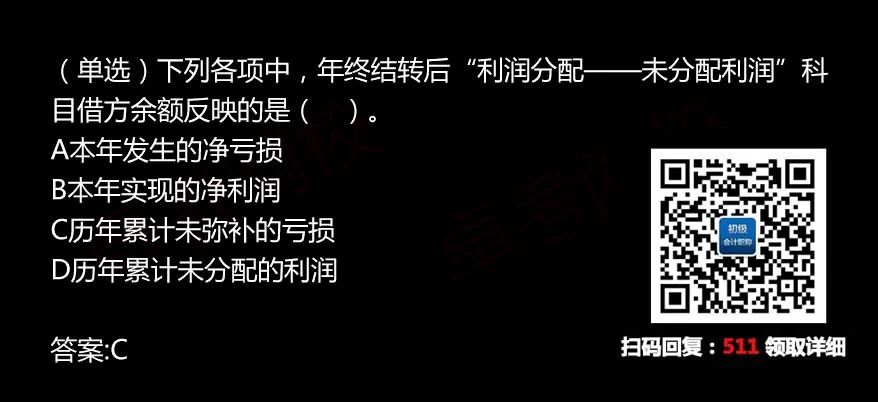 （单选）下列各项中，年终结转后“利润分配——未分配利润”科
目借方余额反映的是（  ）。
A本年发生的净亏损
B本年实现的净利润
C历年累计未弥补的亏损
D历年累计未分配的利润
初级
会计职称
答案:C
扫码回复：511 领取详细